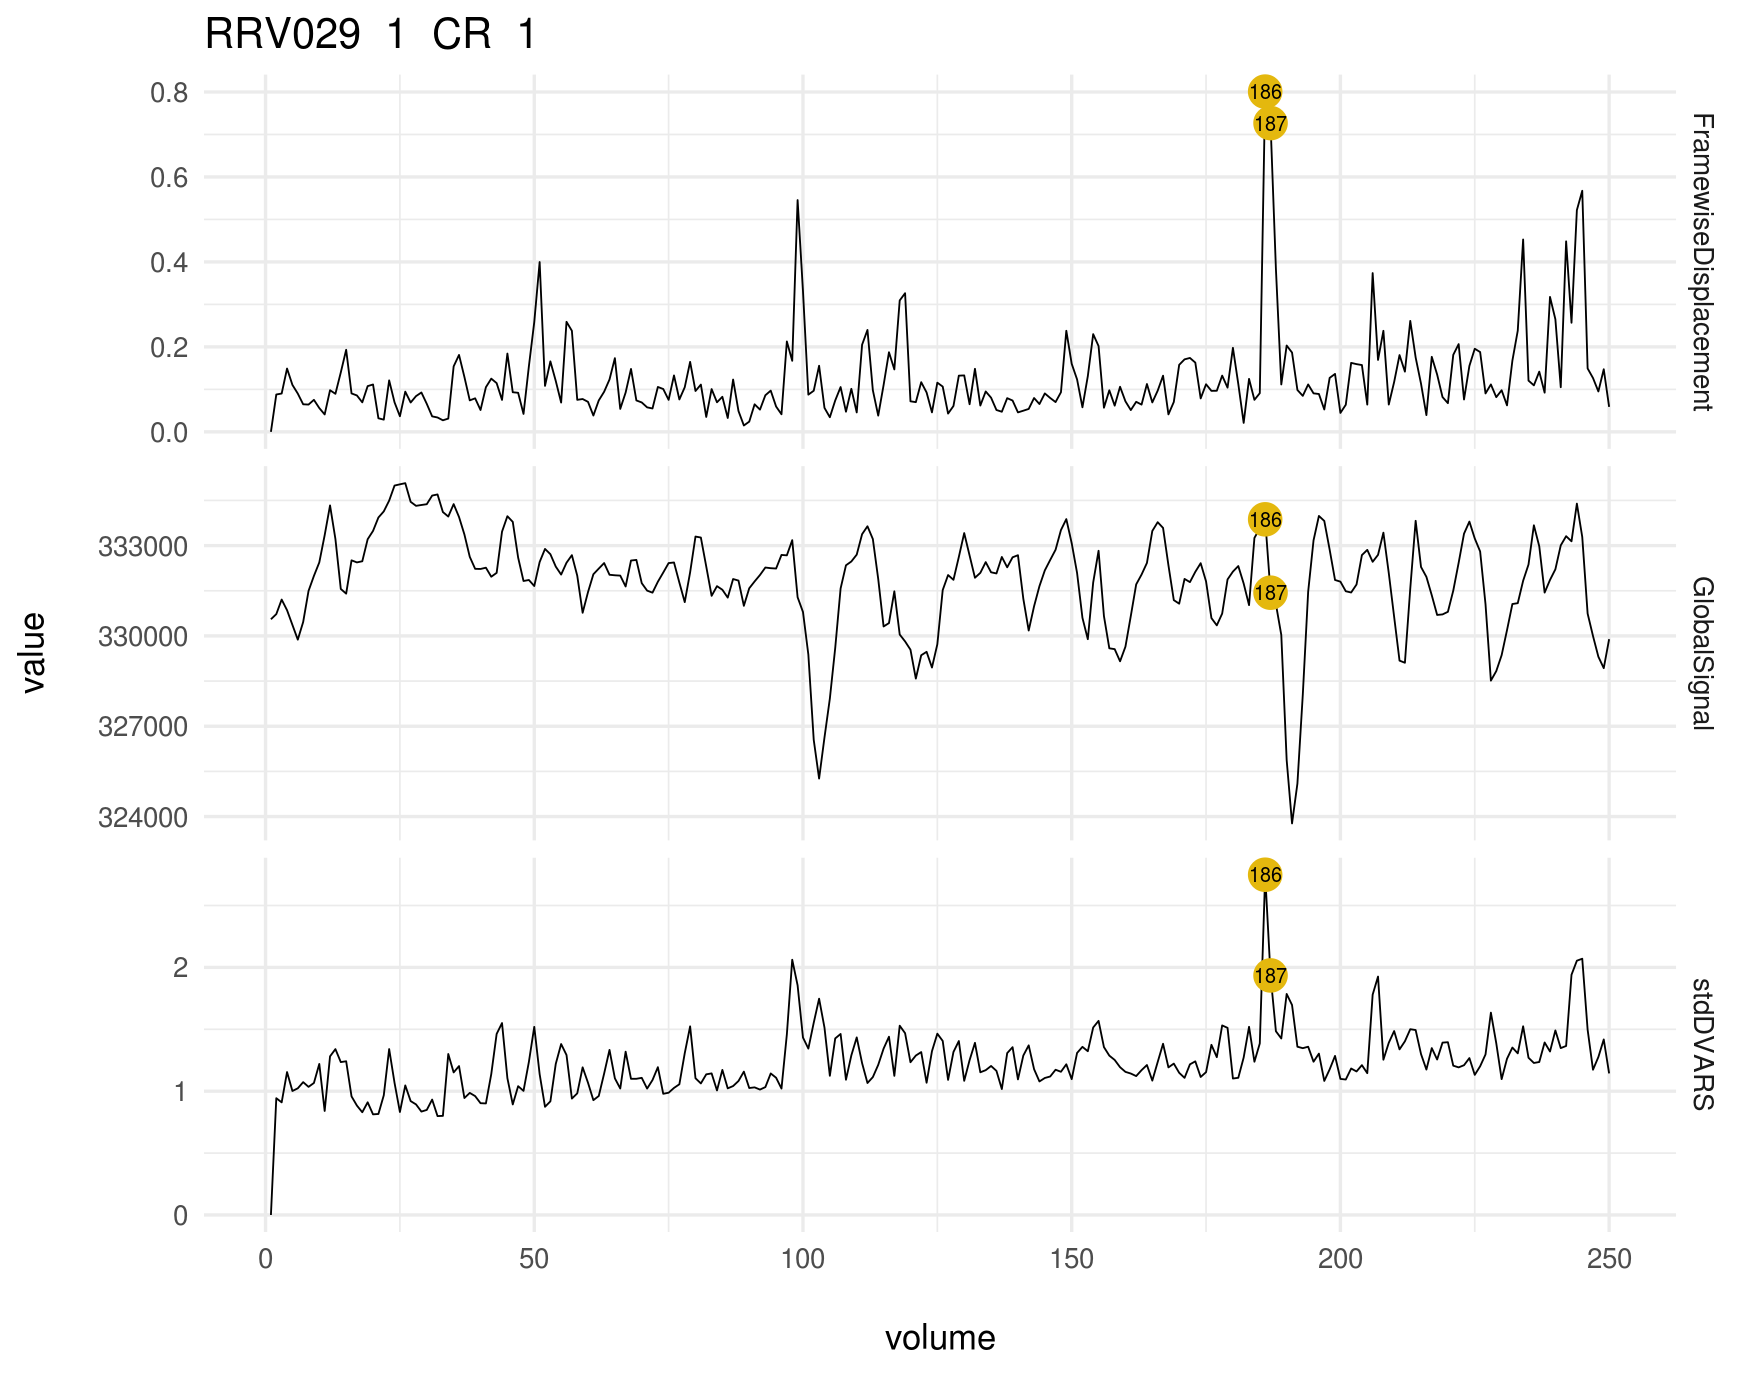 RRV029 1 CR 1
0.8
0.6
0.4
0.2
0.0
186
187
FramewiseDisplacement
333000
330000
327000
324000
186
187
GlobalSignal
value
2
1
0
186
187
stdDVARS
0 50 100 150 200 250
volume